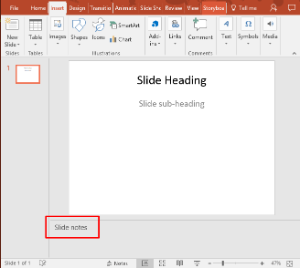 File Home Insert Design Transitions Animatic Slide Sho Review View Storyline Tell me
New Slide Table Images Shapes Icons SmartArt Chart Add-ins Links Comment Text Symbols Media
Slides Tables Illustrations Comments
1
Slide Heading
Slide sub-heading
Slide notes
Slide 1 of 1 Notes 47%